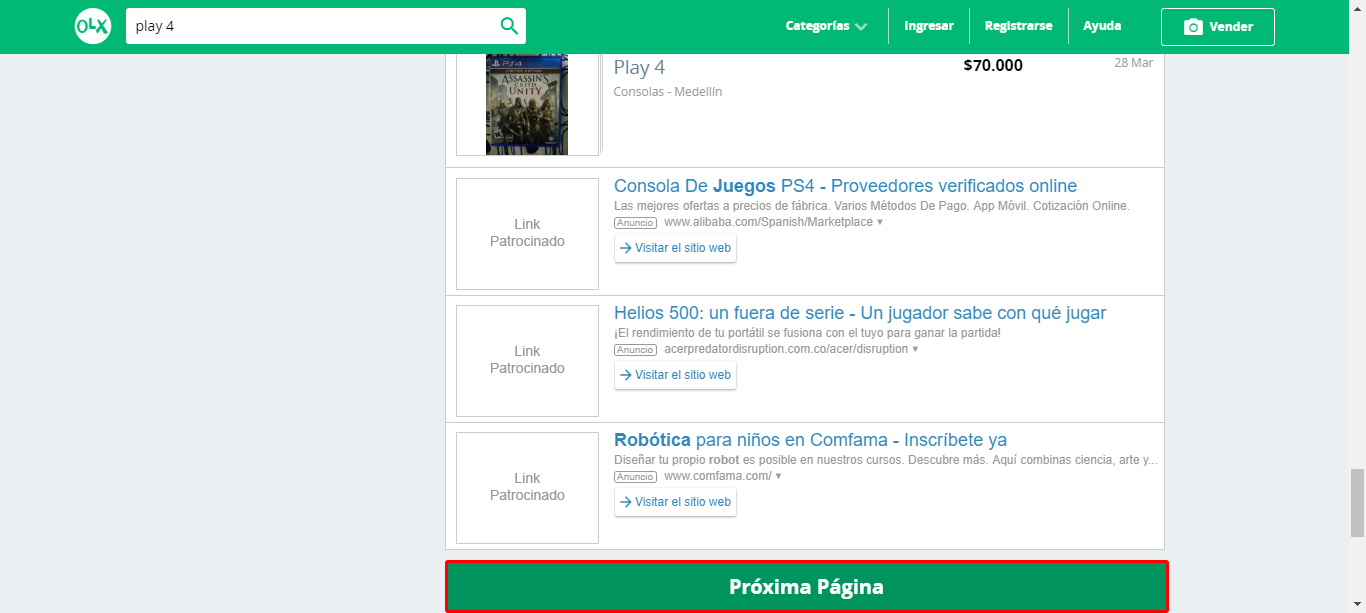 OLX
play 4
Categorías
Ingresar
Registrarse
Ayuda
Vender
PS4
LIMITED EDITION
ASSASSIN'S
CREED
UNITY
Play 4
$70.000
28 Mar
Consolas - Medellín
Link
Patrocinado
Consola De Juegos PS4 - Proveedores verificados online
Las mejores ofertas a precios de fábrica. Varios Métodos De Pago. App Móvil. Cotización Online.
Anuncio www.alibaba.com/Spanish/Marketplace
Visitar el sitio web
Link
Patrocinado
Helios 500: un fuera de serie - Un jugador sabe con qué jugar
¡El rendimiento de tu portátil se fusiona con el tuyo para ganar la partida!
Anuncio acerpredatordisruption.com.co/acer/disruption
Visitar el sitio web
Link
Patrocinado
Robótica para niños en Comfama - Inscríbete ya
Diseñar tu propio robot es posible en nuestros cursos. Descubre más. Aquí combinas ciencia, arte y...
Anuncio www.comfama.com/
Visitar el sitio web
Próxima Página